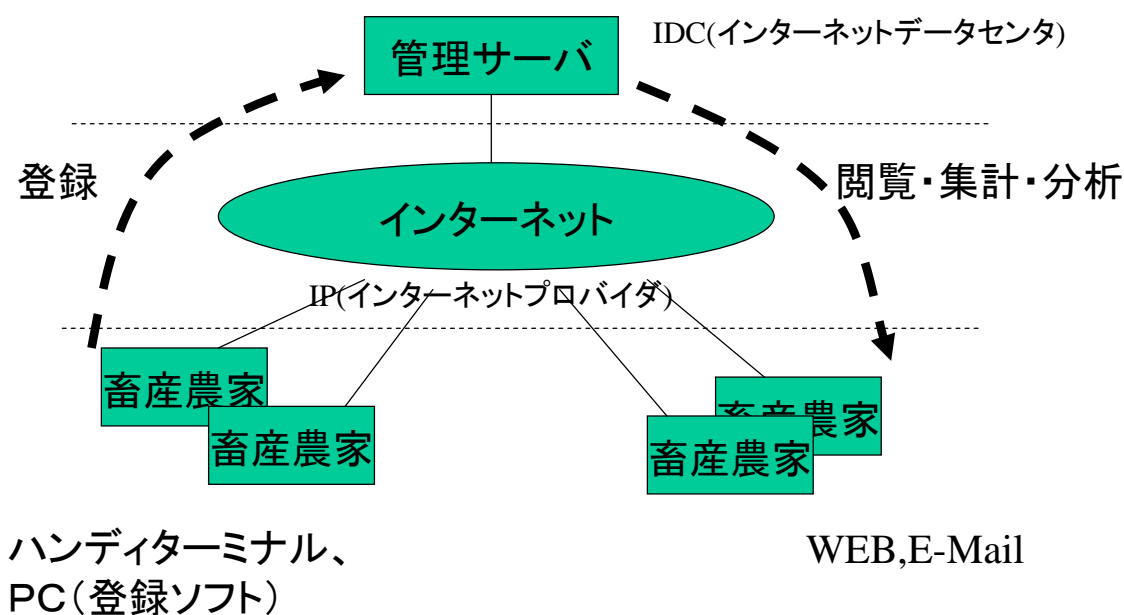 IDC(インターネットデータセンタ)
管理サーバ
登録
閲覧・集計・分析
インターネット
IP(インターネットプロバイダ)
畜産農家
畜産農家
畜産農家
畜産農家
ハンディターミナル、
PC(登録ソフト)
WEB,E-Mail